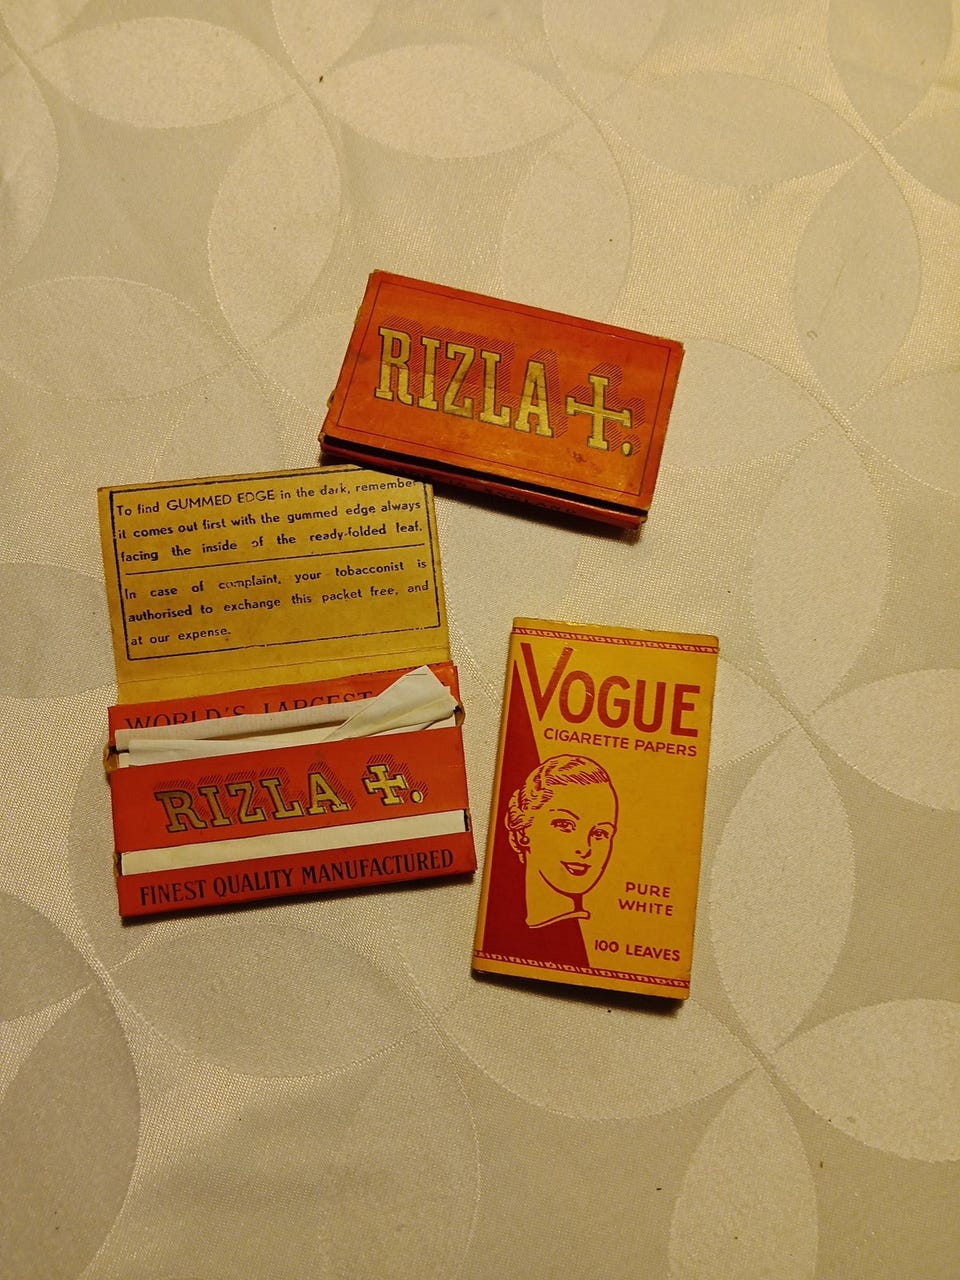 RIZLA +.
To find GUMMED EDGE in the dark, remember
it comes out first with the gummed edge always
facing the inside of the ready-folded leaf.
In case of complaint, your tobacconist is
authorised to exchange this packet free, and
at our expense.
WORLD'S LARGEST
RIZLA +.
FINEST QUALITY MANUFACTURED
VOGUE
CIGARETTE PAPERS
PURE
WHITE
100 LEAVES